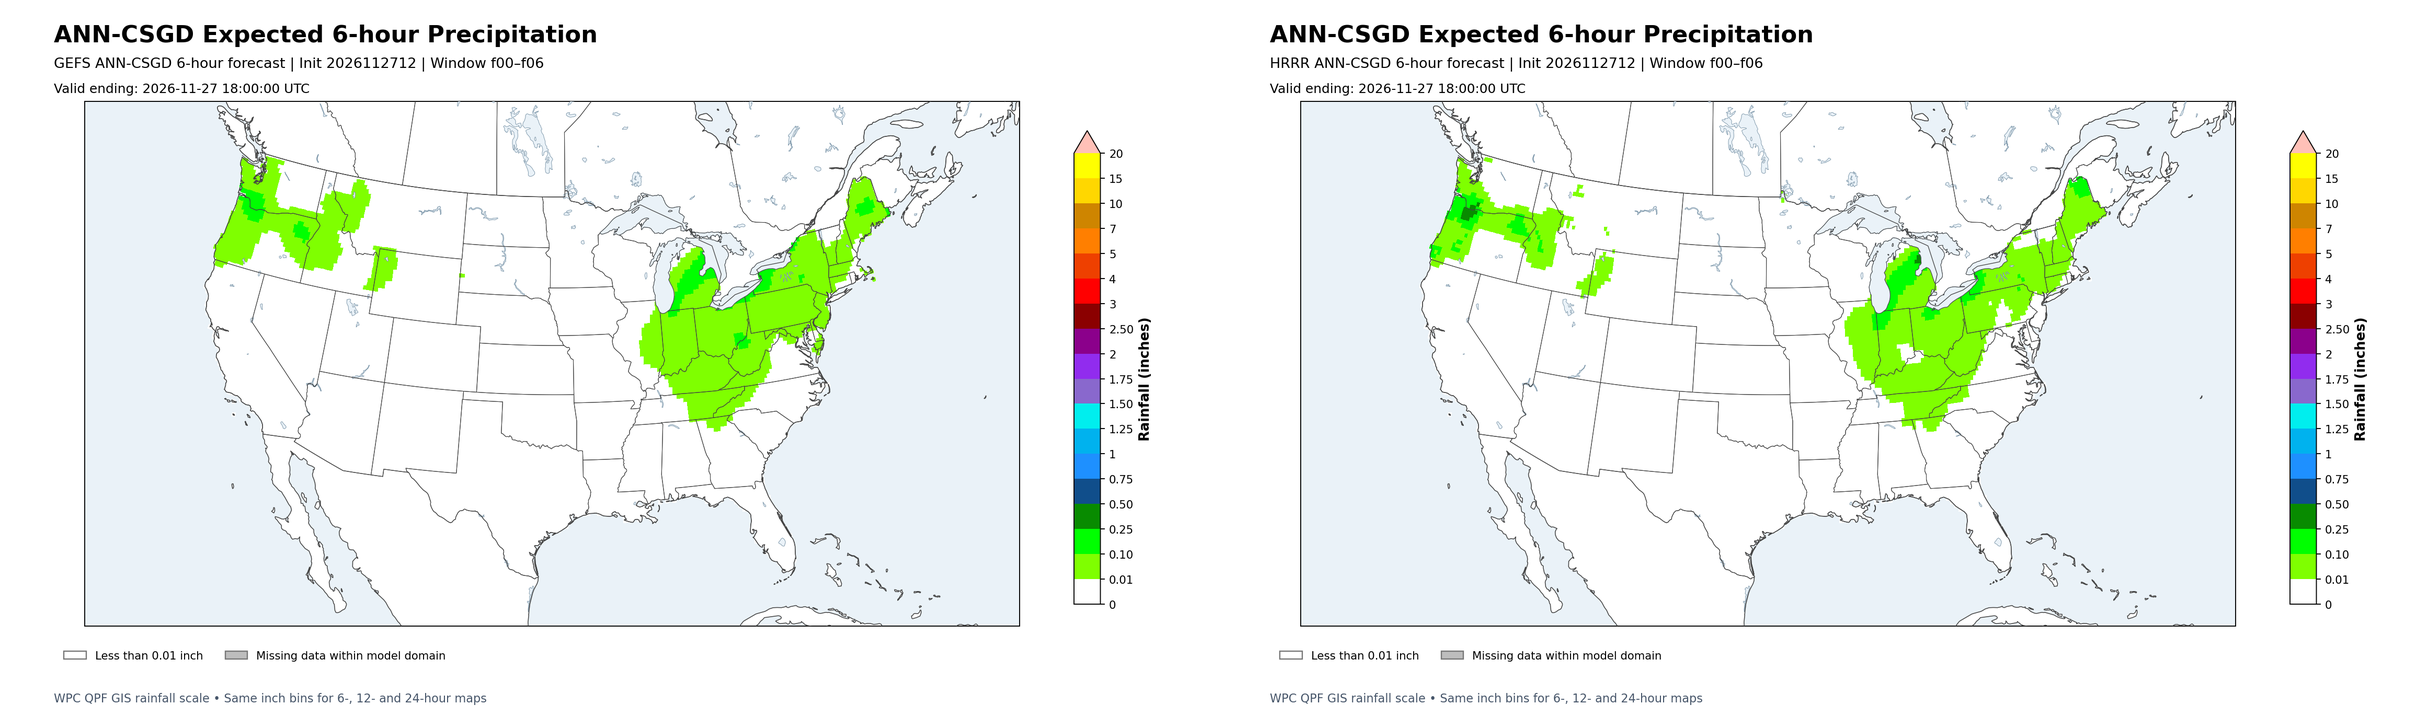 ANN-CSGD Expected 6-hour Precipitation
GEFS ANN-CSGD 6-hour forecast | Init 2026112712 | Window f00–f06
Valid ending: 2026-11-27 18:00:00 UTC
20
15
10
7
5
4
3
2.50
2
1.75
1.50
1.25
1
0.75
0.50
0.25
0.10
0.01
0
Rainfall (inches)
Less than 0.01 inch
Missing data within model domain
WPC QPF GIS rainfall scale • Same inch bins for 6-, 12- and 24-hour maps
ANN-CSGD Expected 6-hour Precipitation
HRRR ANN-CSGD 6-hour forecast | Init 2026112712 | Window f00–f06
Valid ending: 2026-11-27 18:00:00 UTC
20
15
10
7
5
4
3
2.50
2
1.75
1.50
1.25
1
0.75
0.50
0.25
0.10
0.01
0
Rainfall (inches)
Less than 0.01 inch
Missing data within model domain
WPC QPF GIS rainfall scale • Same inch bins for 6-, 12- and 24-hour maps